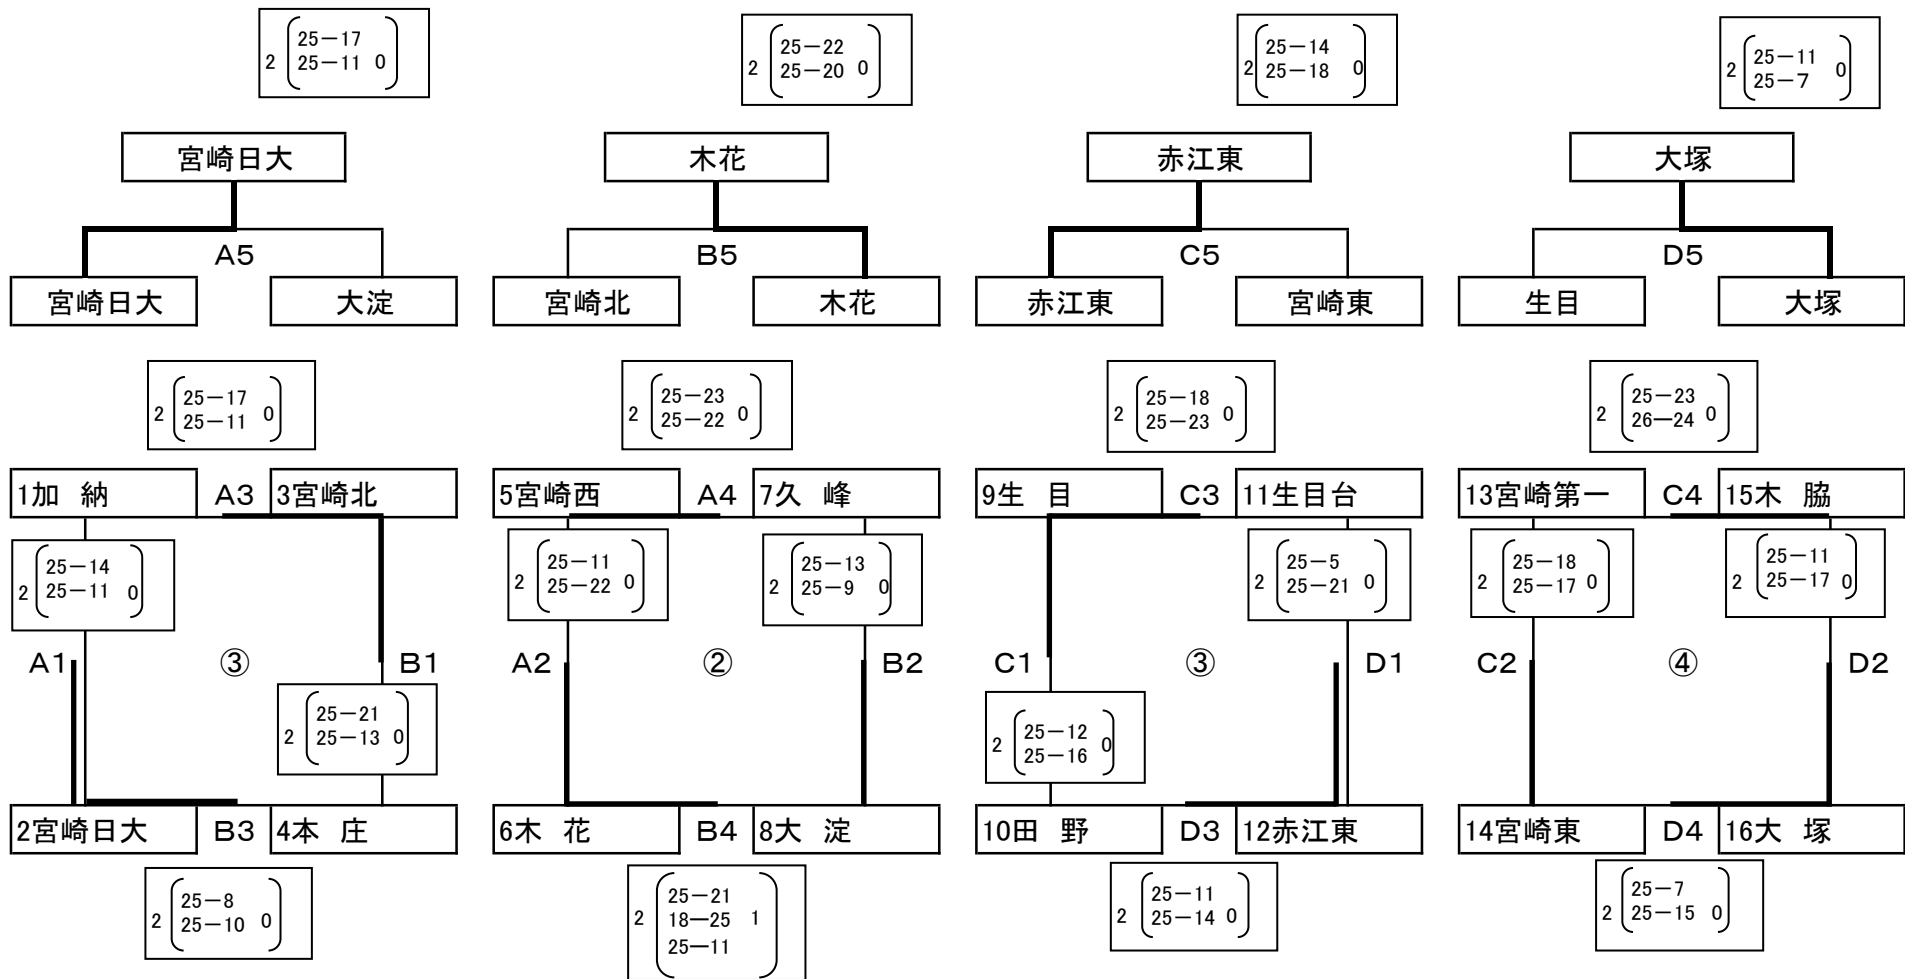 25－17
2 25－11 0
25－22
2 25－20 0
25－14
2 25－18 0
25－11
2 25－7 0
宮崎日大
木花
赤江東
大塚
A5
B5
C5
D5
宮崎日大 大淀
宮崎北 木花
赤江東 宮崎東
生目 大塚
25－17
2 25－11 0
25－23
2 25－22 0
25－18
2 25－23 0
25－23
2 26－24 0
1加 納 A3 3宮崎北
5宮崎西 A4 7久 峰
9生 目 C3 11生目台
13宮崎第一 C4 15木 脇
25－14
2 25－11 0
25－11
2 25－22 0
25－13
2 25－9 0
25－5
2 25－21 0
25－18
2 25－17 0
25－11
2 25－17 0
A1 ③ B1
A2 ② B2
C1 ③ D1
C2 ④ D2
25－21
2 25－13 0
25－12
2 25－16 0
2宮崎日大 B3 4本 庄
6木 花 B4 8大 淀
10田 野 D3 12赤江東
14宮崎東 D4 16大 塚
25－8
2 25－10 0
25－21
2 18－25 1
25－11
25－11
2 25－14 0
25－7
2 25－15 0